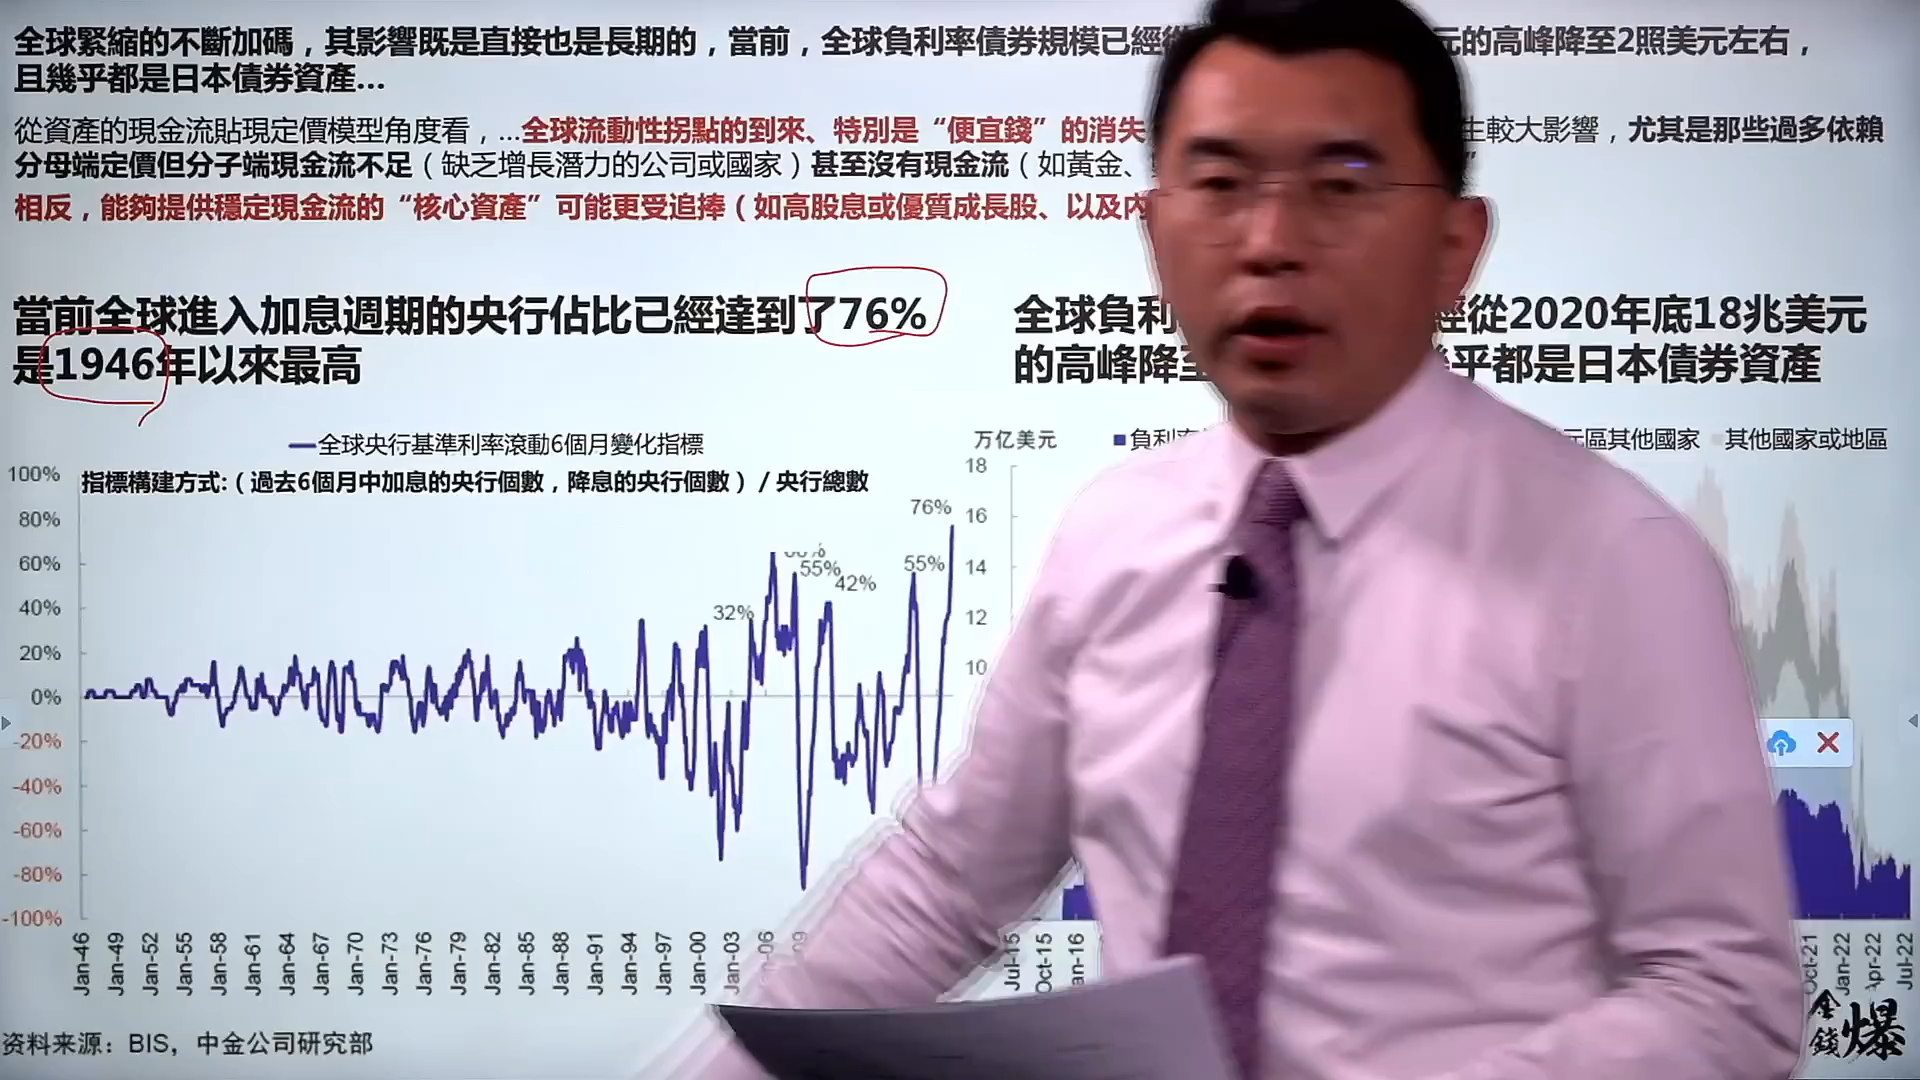 全球緊縮的不斷加碼，其影響既是直接也是長期的，當前，全球負利率債券規模已經從 元的高峰降至2照美元左右，
且幾乎都是日本債券資產...
從資產的現金流貼現定價模型角度看，...全球流動性拐點的到來、特別是“便宜錢”的消失 生較大影響，尤其是那些過多依賴
分母端定價但分子端現金流不足（缺乏增長潛力的公司或國家）甚至沒有現金流（如黃金、 ”
相反，能夠提供穩定現金流的“核心資產”可能更受追捧（如高股息或優質成長股、以及內
當前全球進入加息週期的央行佔比已經達到了76%
是1946年以來最高
全球央行基準利率滾動6個月變化指標
指標構建方式:（過去6個月中加息的央行個數，降息的央行個數）/ 央行總數
100%
80%
60%
40%
20%
0%
-20%
-40%
-60%
-80%
-100%
32%
55%
42%
55%
76%
Jan-46
Jan-49
Jan-52
Jan-55
Jan-58
Jan-61
Jan-64
Jan-67
Jan-70
Jan-73
Jan-76
Jan-79
Jan-82
Jan-85
Jan-88
Jan-91
Jan-94
Jan-97
Jan-00
Jan-03
Jan-06
资料来源：BIS，中金公司研究部
全球負利 經從2020年底18兆美元
的高峰降至 幾乎都是日本債券資產
万亿美元
負利率 元區其他國家 其他國家或地區
18
16
14
12
10
Jul-15
Oct-15
Jan-16
Oct-21
Jan-22
Apr-22
Jul-22
金錢爆